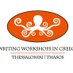 WRITING WORKSHOPS IN GREECE
THESSALONIKI | THASOS